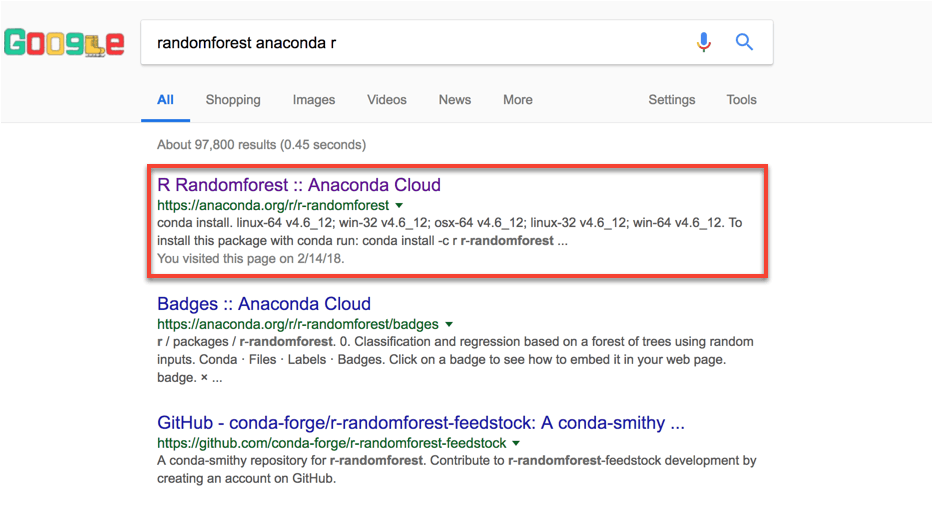 Google
randomforest anaconda r
All Shopping Images Videos News More Settings Tools
About 97,800 results (0.45 seconds)
R Randomforest :: Anaconda Cloud
https://anaconda.org/r/r-randomforest
conda install. linux-64 v4.6_12; win-32 v4.6_12; osx-64 v4.6_12; linux-32 v4.6_12; win-64 v4.6_12. To
install this package with conda run: conda install -c r r-randomforest ...
You visited this page on 2/14/18.
Badges :: Anaconda Cloud
https://anaconda.org/r/r-randomforest/badges
r / packages / r-randomforest. 0. Classification and regression based on a forest of trees using random
inputs. Conda · Files · Labels · Badges. Click on a badge to see how to embed it in your web page.
badge. × ...
GitHub - conda-forge/r-randomforest-feedstock: A conda-smithy ...
https://github.com/conda-forge/r-randomforest-feedstock
A conda-smithy repository for r-randomforest. Contribute to r-randomforest-feedstock development by
creating an account on GitHub.